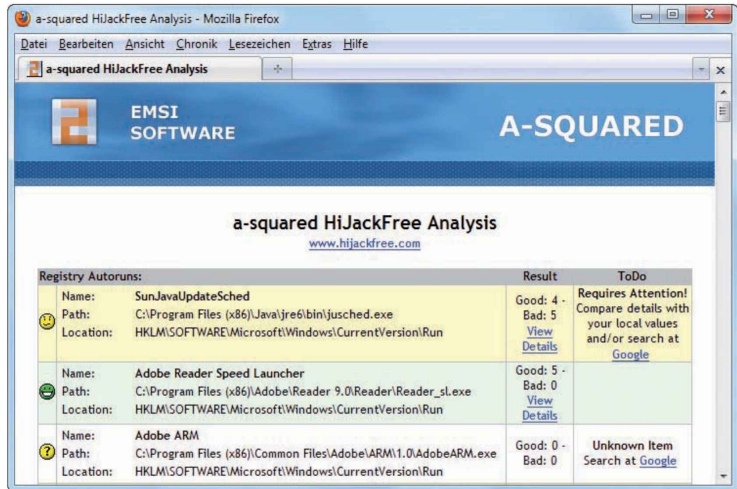 a-squared HiJackFree Analysis - Mozilla Firefox
Datei Bearbeiten Ansicht Chronik Lesezeichen Extras Hilfe
a-squared HiJackFree Analysis
EMSI
SOFTWARE
A-SQUARED
a-squared HiJackFree Analysis
www.hijackfree.com
Registry Autoruns: Result ToDo
Name: SunJavaUpdateSched
Path: C:\Program Files (x86)\Java\jre6\bin\jusched.exe
Location: HKLM\SOFTWARE\Microsoft\Windows\CurrentVersion\Run
Good: 4 -
Bad: 5
View
Details
Requires Attention!
Compare details with
your local values
and/or search at
Google
Name: Adobe Reader Speed Launcher
Path: C:\Program Files (x86)\Adobe\Reader 9.0\Reader\Reader_sl.exe
Location: HKLM\SOFTWARE\Microsoft\Windows\CurrentVersion\Run
Good: 5 -
Bad: 0
View
Details
Name: Adobe ARM
Path: C:\Program Files (x86)\Common Files\Adobe\ARM\1.0\AdobeARM.exe
Location: HKLM\SOFTWARE\Microsoft\Windows\CurrentVersion\Run
Good: 0 -
Bad: 0
Unknown Item
Search at Google